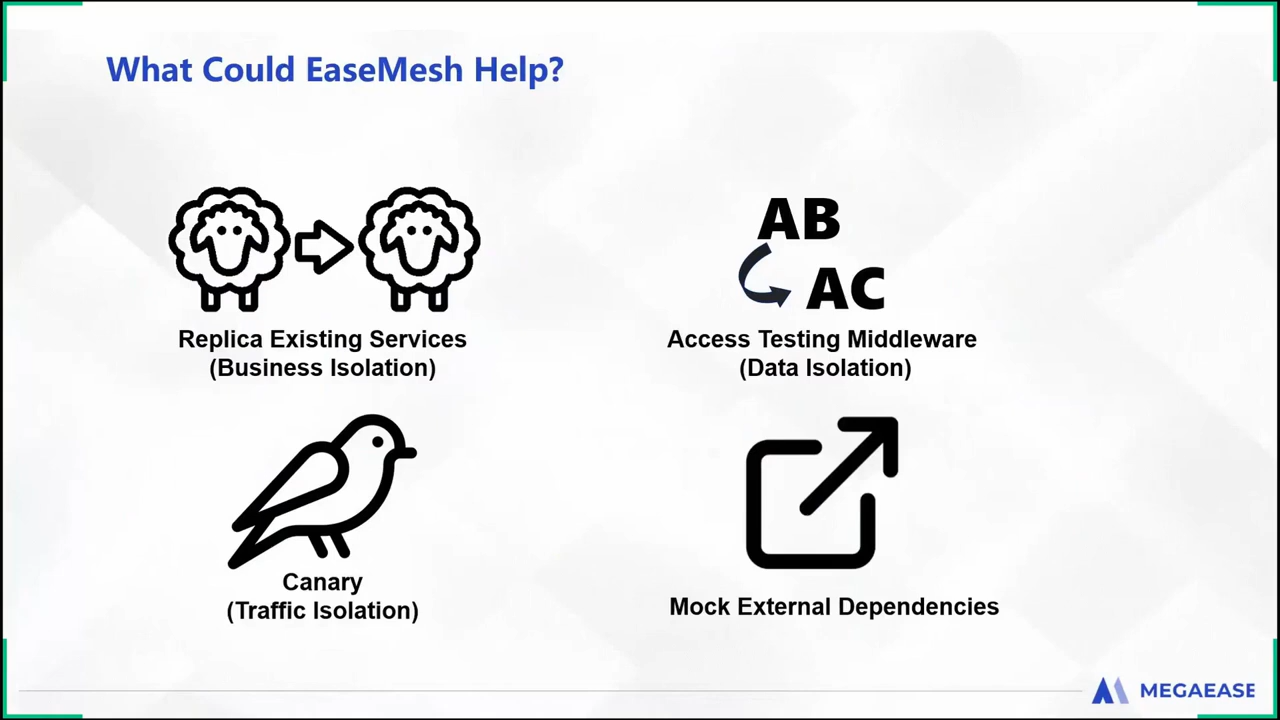 What Could EaseMesh Help?
AB
AC
Replica Existing Services
(Business Isolation)
Access Testing Middleware
(Data Isolation)
Canary
(Traffic Isolation)
Mock External Dependencies
MEGAEASE